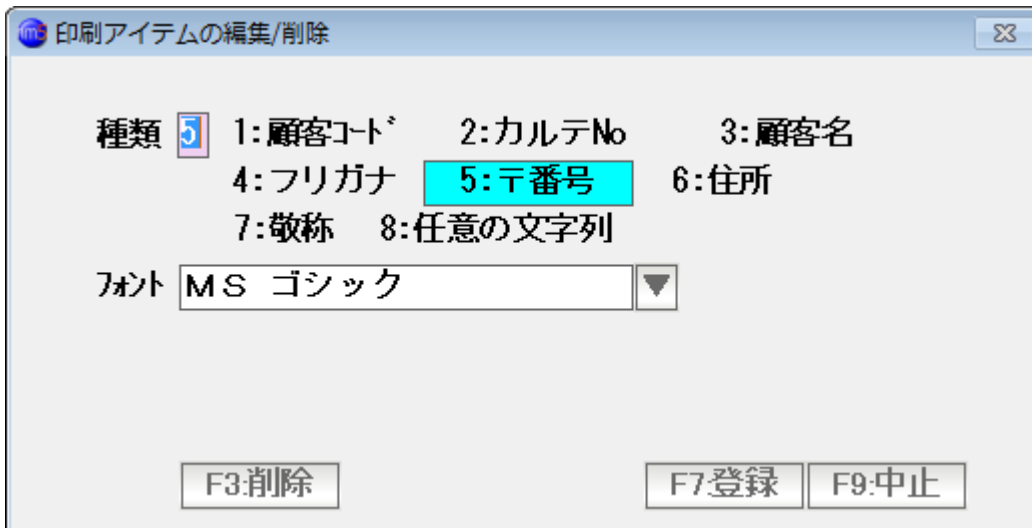 印刷アイテムの編集/削除
種類 5 1:顧客ｺｰﾄﾞ 2:カルテNo 3:顧客名
4:フリガナ 5:〒番号 6:住所
7:敬称 8:任意の文字列
ﾌｫﾝﾄ ＭＳ ゴシック
F3:削除 F7:登録 F9:中止